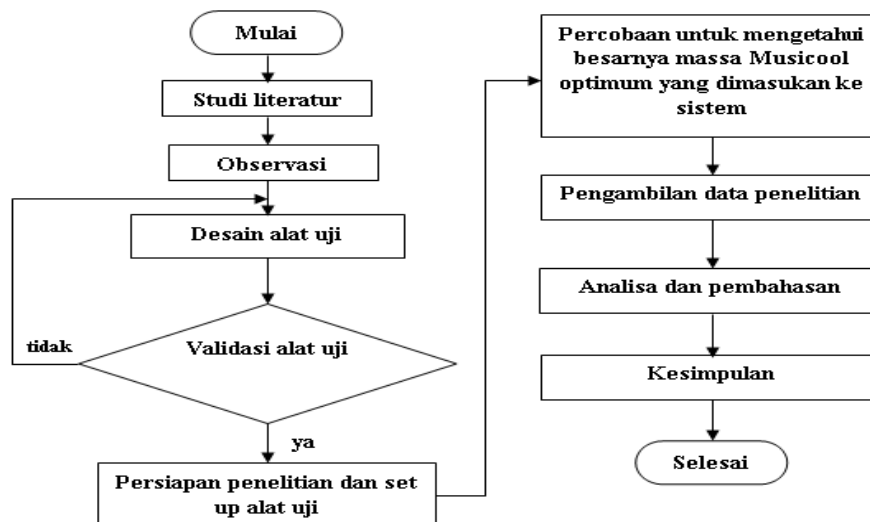 Mulai
Studi literatur
Observasi
Desain alat uji
Validasi alat uji
tidak
ya
Persiapan penelitian dan set
up alat uji
Percobaan untuk mengetahui
besarnya massa Musicool
optimum yang dimasukan ke
sistem
Pengambilan data penelitian
Analisa dan pembahasan
Kesimpulan
Selesai